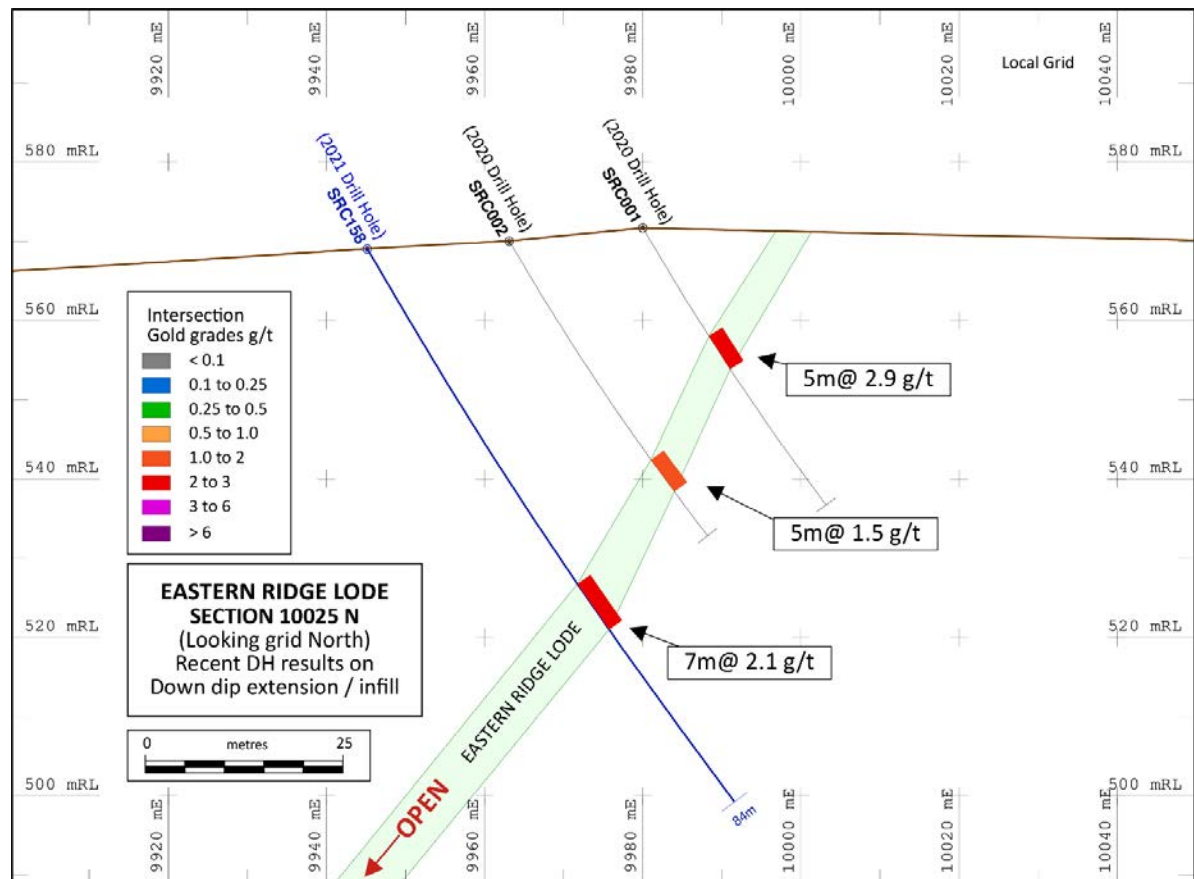 9920 mE
9940 mE
9960 mE
9980 mE
10000 mE
10020 mE
10040 mE
Local Grid
580 mRL
580 mRL
(2021 Drill Hole)
SRC158
(2020 Drill Hole)
SRC002
(2020 Drill Hole)
SRC001
560 mRL
560 mRL
Intersection
Gold grades g/t
< 0.1
0.1 to 0.25
0.25 to 0.5
0.5 to 1.0
1.0 to 2
2 to 3
3 to 6
> 6
5m@ 2.9 g/t
540 mRL
540 mRL
5m@ 1.5 g/t
EASTERN RIDGE LODE
SECTION 10025 N
(Looking grid North)
Recent DH results on
Down dip extension / infill
520 mRL
520 mRL
7m@ 2.1 g/t
EASTERN RIDGE LODE
0 metres 25
500 mRL
500 mRL
OPEN
84m
9920 mE
9940 mE
9960 mE
9980 mE
10000 mE
10020 mE
10040 mE